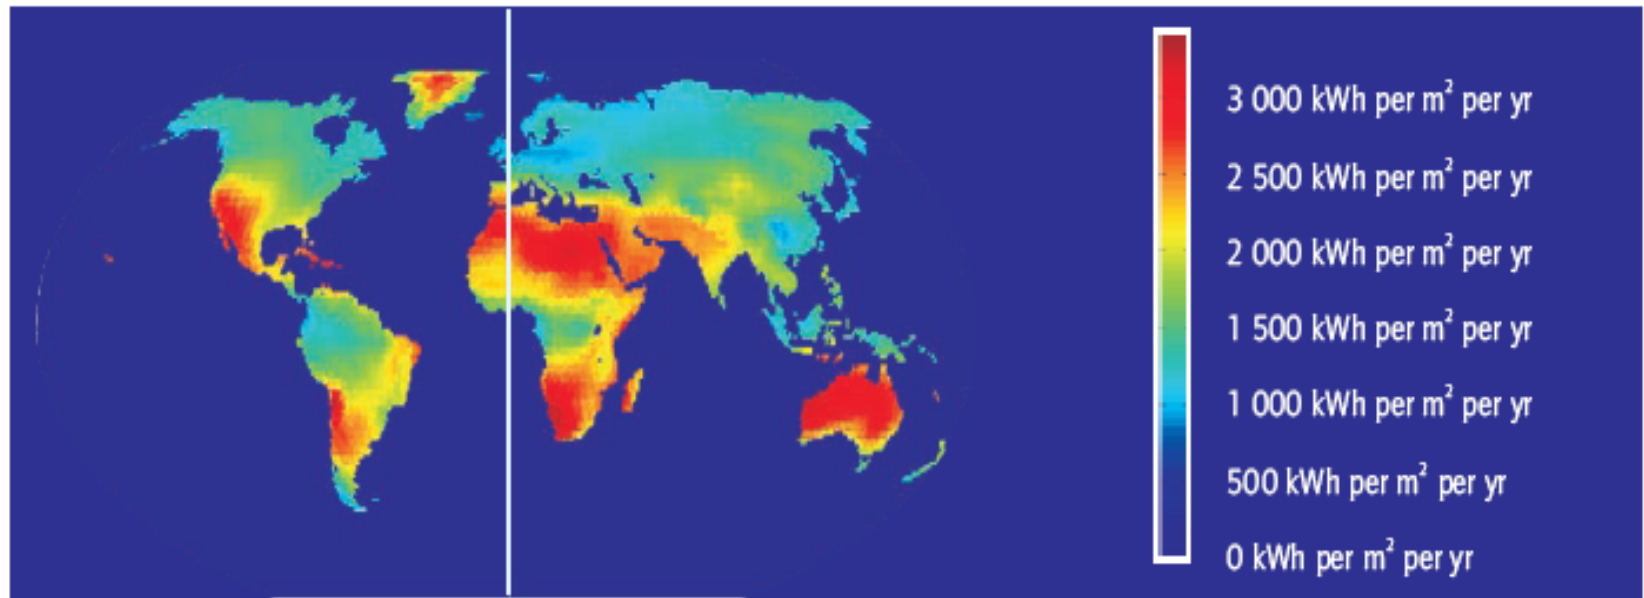 3 000 kWh per m² per yr
2 500 kWh per m² per yr
2 000 kWh per m² per yr
1 500 kWh per m² per yr
1 000 kWh per m² per yr
500 kWh per m² per yr
0 kWh per m² per yr